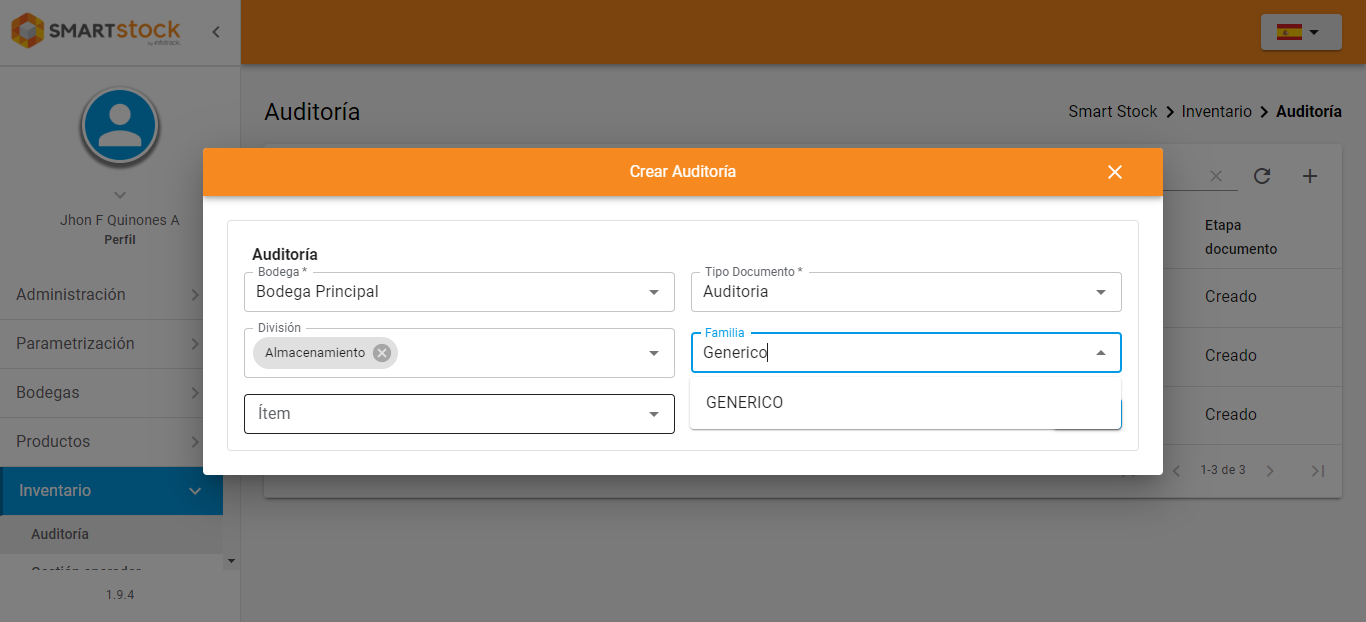 SMARTstock
by infotrack
Auditoría
Smart Stock > Inventario > Auditoría
Crear Auditoría
Jhon F Quinones A
Perfil
Administración
Parametrización
Bodegas
Productos
Inventario
Auditoría
1.9.4
Auditoría
Bodega *
Bodega Principal
Tipo Documento *
Auditoria
División
Almacenamiento
Familia
Generico
GENERICO
Ítem
Etapa
documento
Creado
Creado
Creado
1-3 de 3